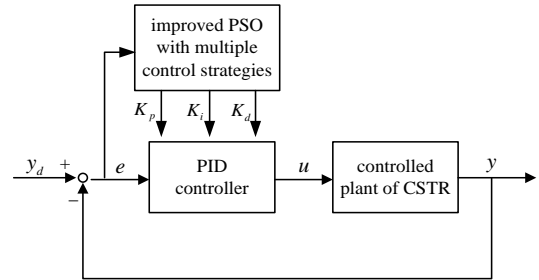 improved PSO
with multiple
control strategies
K_p K_i K_d
y_d + e PID controller u controlled plant of CSTR y
−